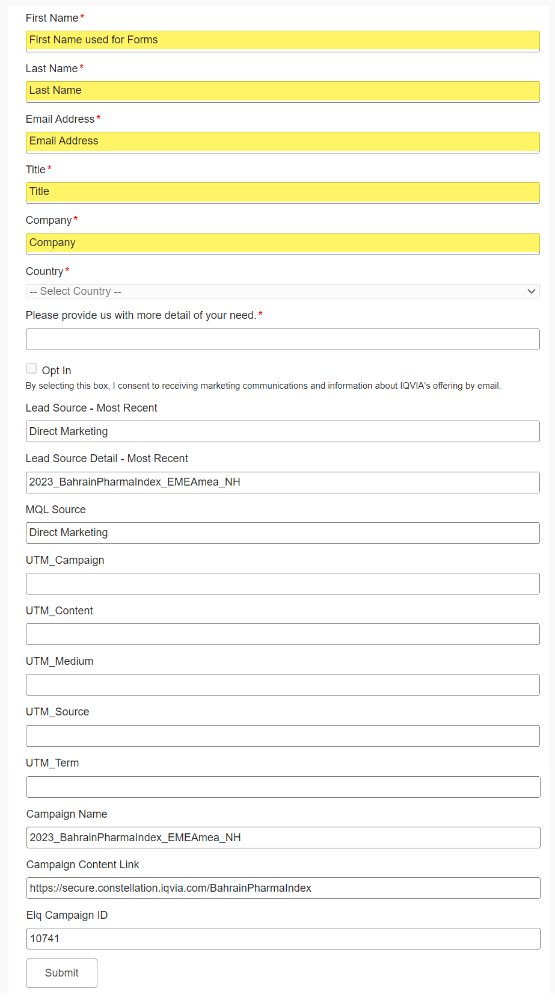 First Name*
First Name used for Forms
Last Name*
Last Name
Email Address*
Email Address
Title*
Title
Company*
Company
Country*
-- Select Country --
Please provide us with more detail of your need.*
Opt In
By selecting this box, I consent to receiving marketing communications and information about IQVIA's offering by email.
Lead Source - Most Recent
Direct Marketing
Lead Source Detail - Most Recent
2023_BahrainPharmaIndex_EMEAmea_NH
MQL Source
Direct Marketing
UTM_Campaign
UTM_Content
UTM_Medium
UTM_Source
UTM_Term
Campaign Name
2023_BahrainPharmaIndex_EMEAmea_NH
Campaign Content Link
https://secure.constellation.iqvia.com/BahrainPharmaIndex
Elq Campaign ID
10741
Submit